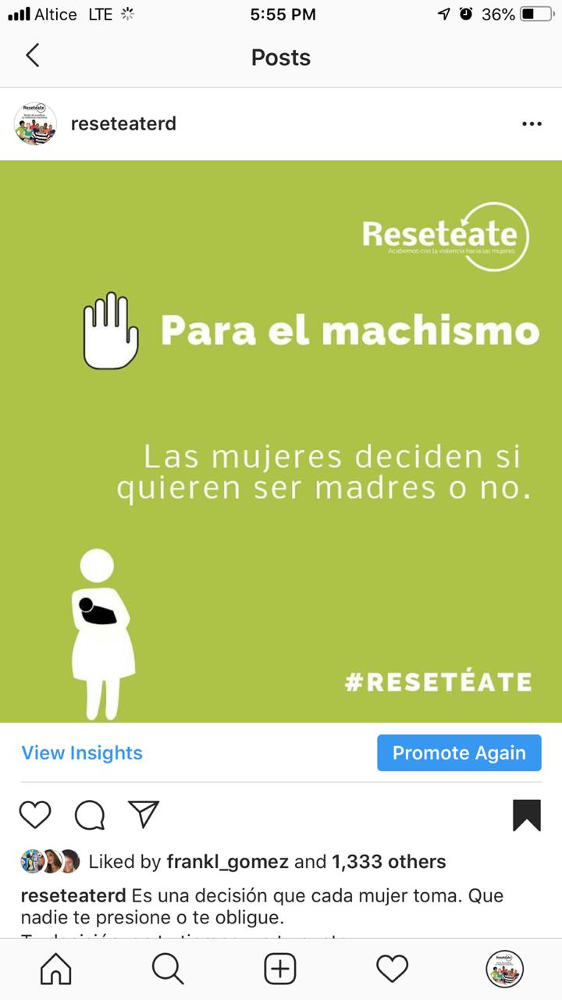 Altice LTE 5:55 PM 36%
Posts
reseteaterd
Resetéate
Acabemos con la violencia hacia las mujeres
Para el machismo
Las mujeres deciden si
quieren ser madres o no.
#RESETÉATE
View Insights Promote Again
Liked by frankl_gomez and 1,333 others
reseteaterd Es una decisión que cada mujer toma. Que
nadie te presione o te obligue.